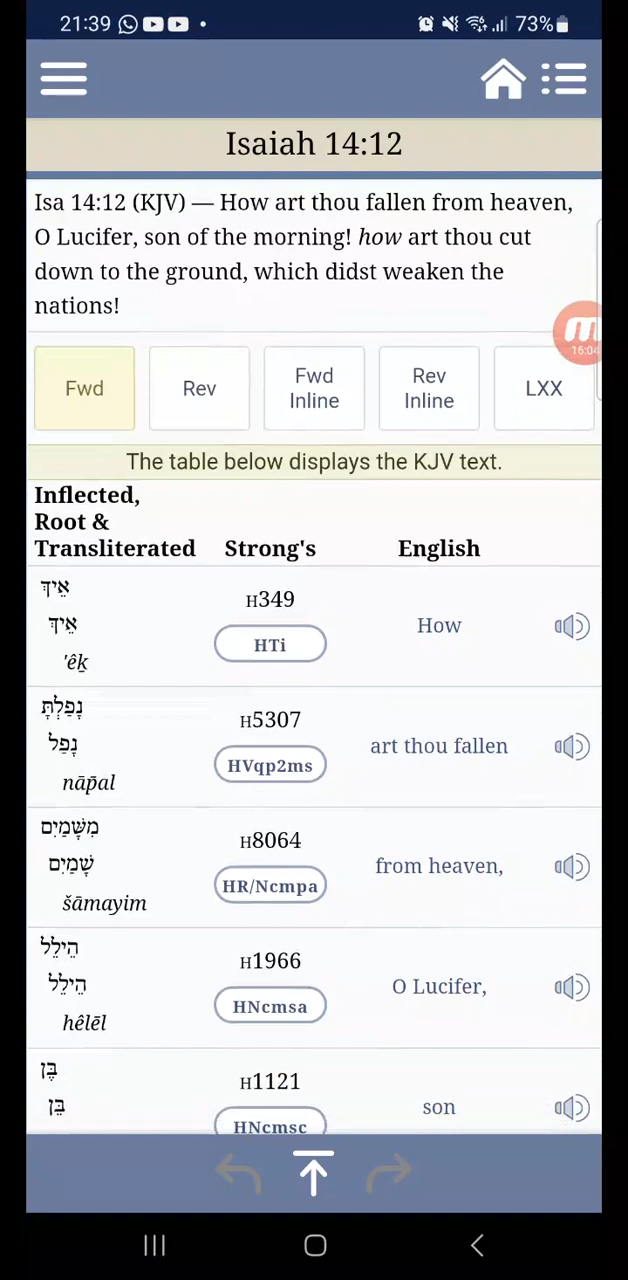 21:39 73%
Isaiah 14:12
Isa 14:12 (KJV) — How art thou fallen from heaven,
O Lucifer, son of the morning! how art thou cut
down to the ground, which didst weaken the
nations!
16:04
Fwd
Rev
Fwd
Inline
Rev
Inline
LXX
The table below displays the KJV text.
Inflected,
Root &
Transliterated Strong's English
אֵיךְ
אֵיךְ
'êḵ
H349
HTi
How
נָפַלְתָּ
נָפַל
nāp̄al
H5307
HVqp2ms
art thou fallen
מִשָּׁמַיִם
שָׁמַיִם
šāmayim
H8064
HR/Ncmpa
from heaven,
הֵילֵל
הֵילֵל
hêlēl
H1966
HNcmsa
O Lucifer,
בֶּן
בֵּן
H1121
HNcmsc
son